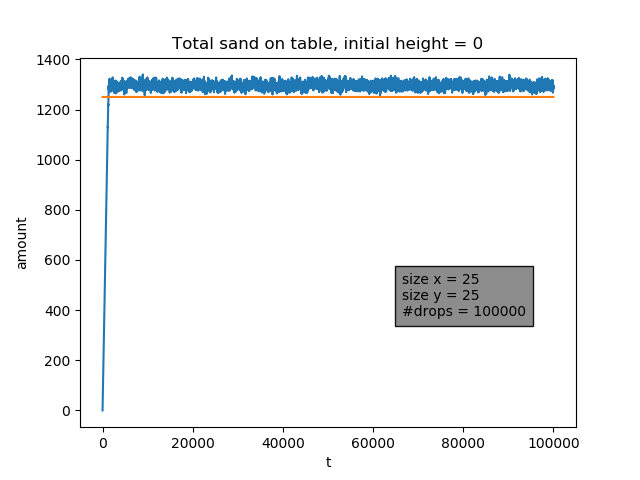 Total sand on table, initial height = 0
1400
1200
1000
800
600
400
200
0
amount
size x = 25
size y = 25
#drops = 100000
0 20000 40000 60000 80000 100000
t